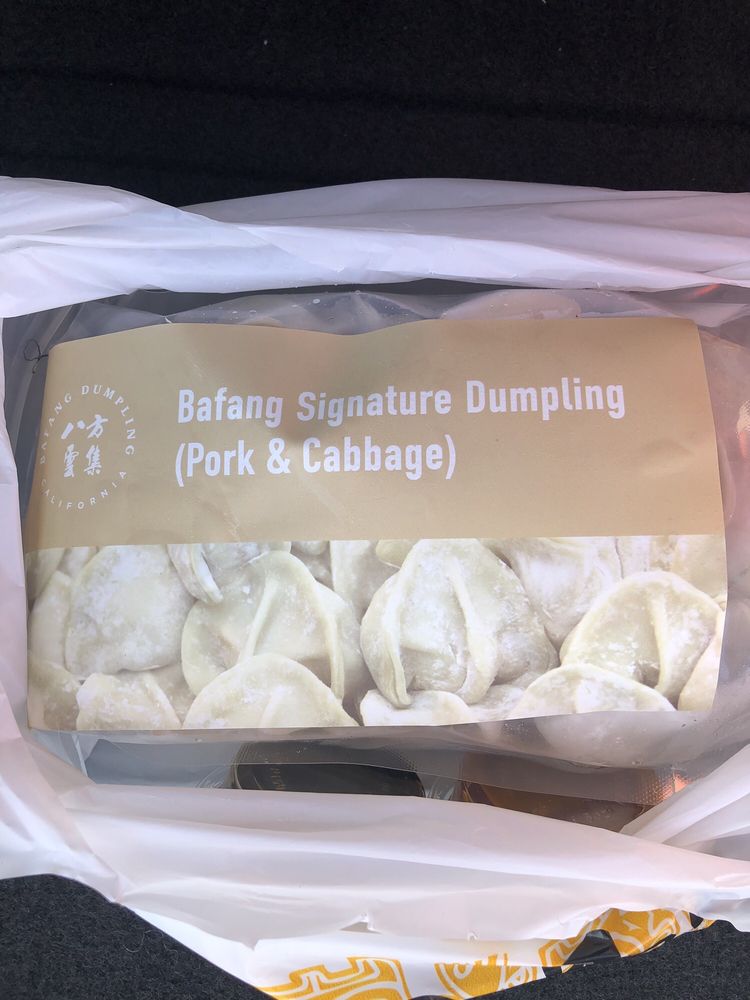 BAFANG DUMPLING
八方
雲集
CALIFORNIA
Bafang Signature Dumpling
(Pork & Cabbage)